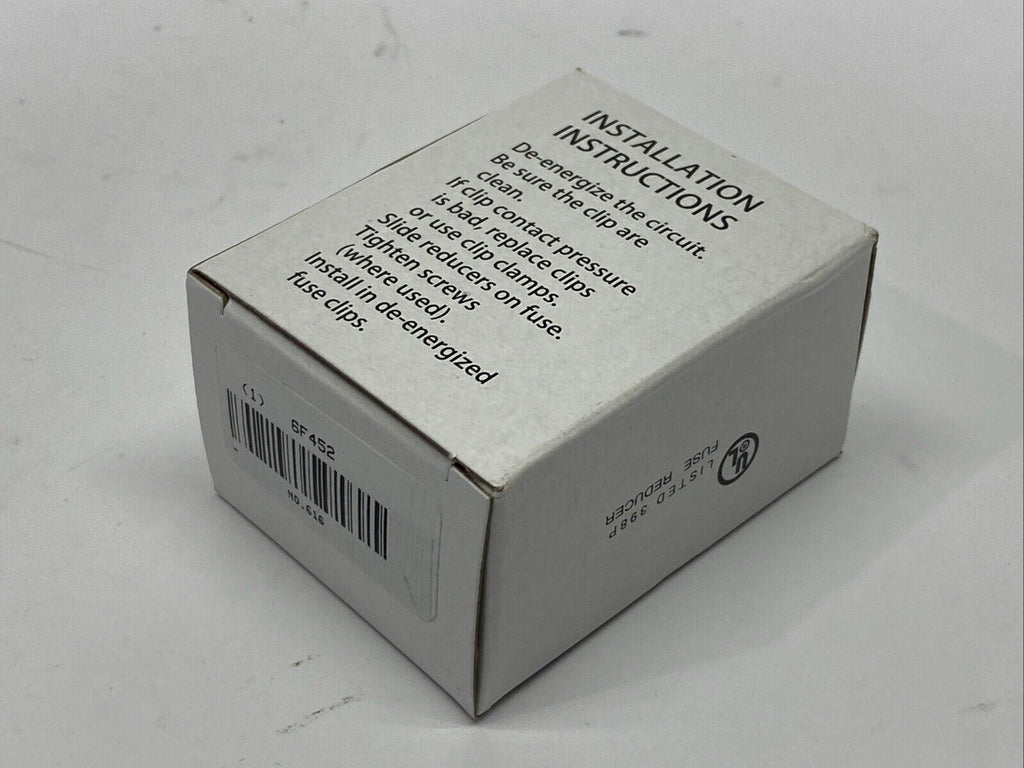 INSTALLATION
INSTRUCTIONS
De-energize the circuit.
Be sure the clip are
clean.
If clip contact pressure
is bad, replace clips
or use clip clamps.
Slide reducers on fuse.
Tighten screws
(where used).
Install in de-energized
fuse clips.
(1) 6F452
NO.616
UL ®
LISTED 398P
FUSE REDUCER